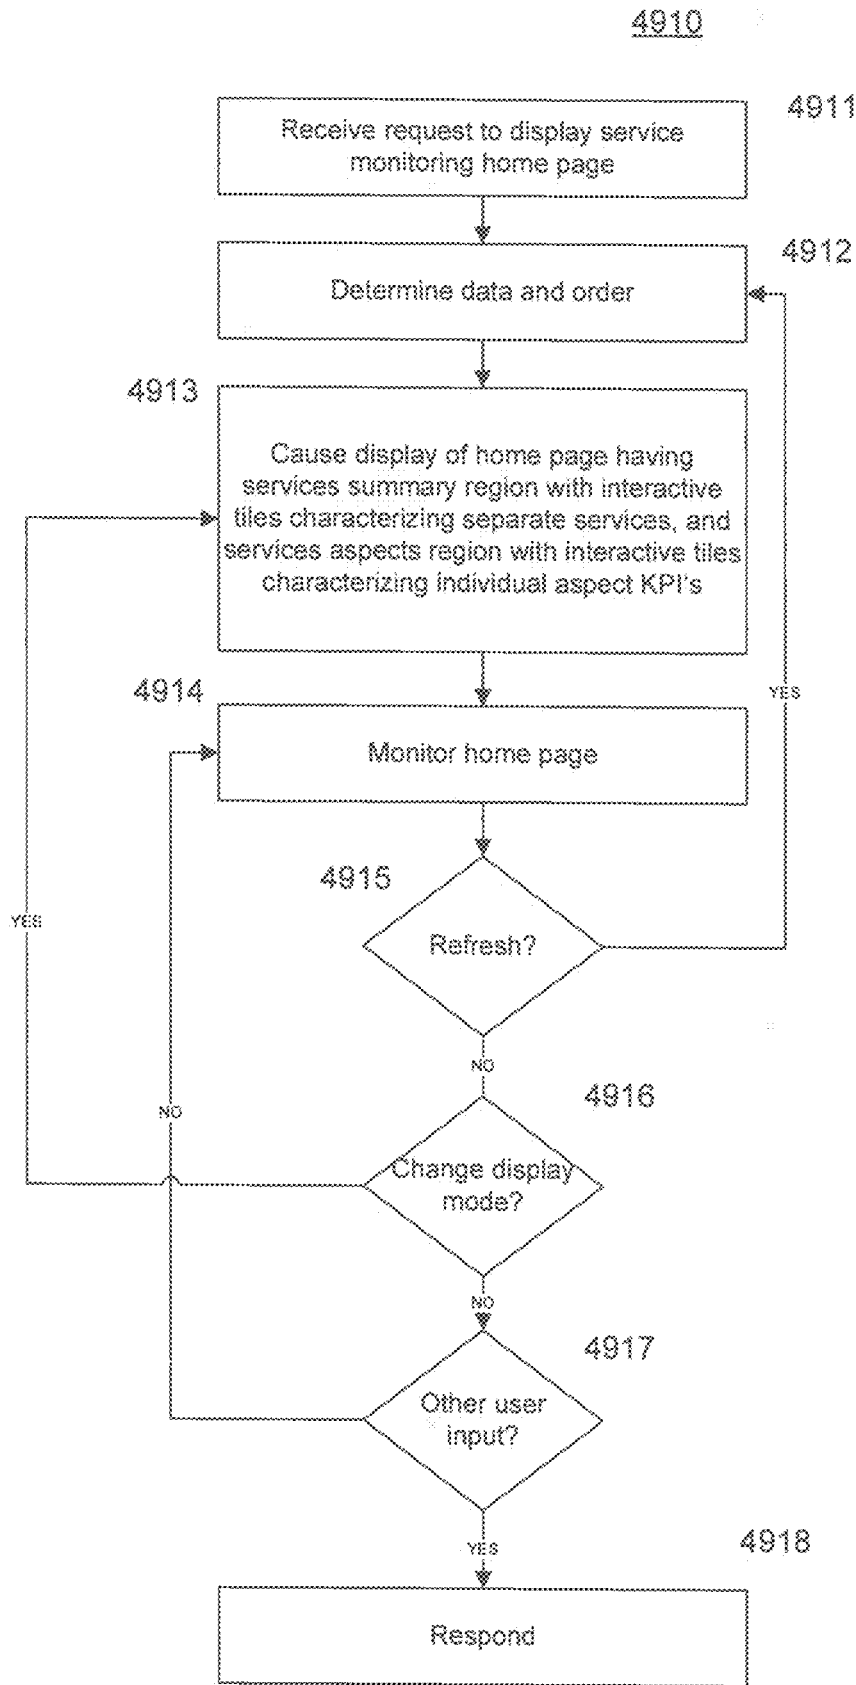 4910
4911
Receive request to display service
monitoring home page
4912
Determine data and order
4913
Cause display of home page having
services summary region with interactive
tiles characterizing separate services, and
services aspects region with interactive tiles
characterizing individual aspect KPI's
4914
YES
Monitor home page
4915
YES
Refresh?
NO
4916
NO
Change display
mode?
NO
4917
Other user
input?
YES
4918
Respond